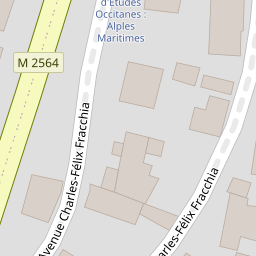 d'Études
Occitanes :
Alpes
Maritimes
M 2564
Avenue Charles-Félix Fracchia
Charles-Félix Fracchia